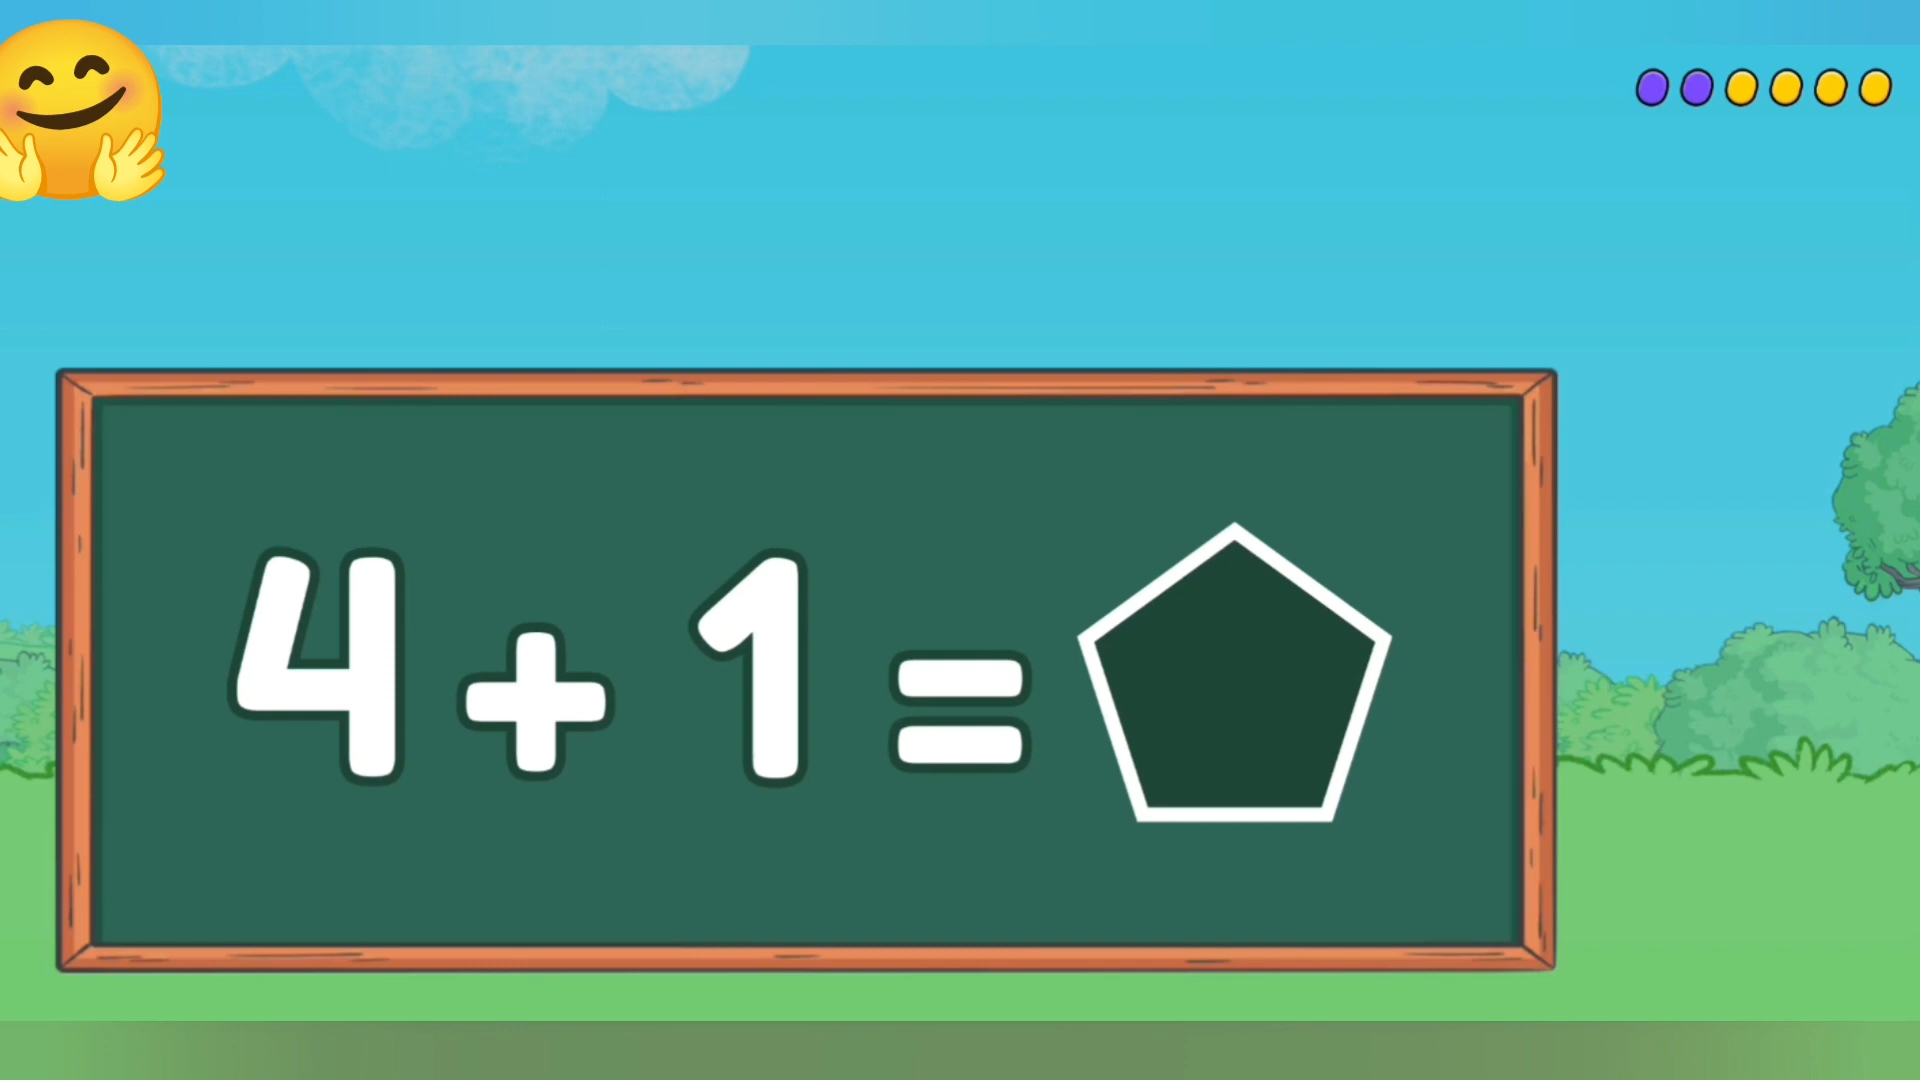 4 + 1 =